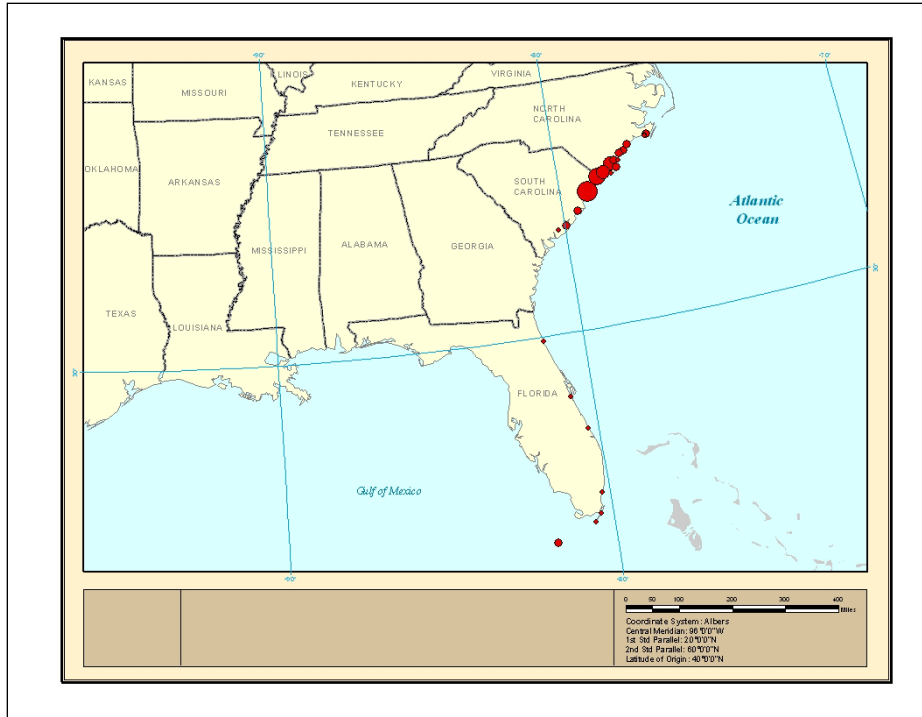 -90°
-80°
-70°
KANSAS
MISSOURI
ILLINOIS
KENTUCKY
VIRGINIA
NORTH
CAROLINA
TENNESSEE
OKLAHOMA
ARKANSAS
SOUTH
CAROLINA
Atlantic
Ocean
MISSISSIPPI
ALABAMA
GEORGIA
30°
TEXAS
LOUISIANA
30°
FLORIDA
Gulf of Mexico
-90°
-80°
0 50 100 200 300 400
Miles
Coordinate System: Albers
Central Meridian: 96°0'0"W
1st Std Parallel: 20°0'0"N
2nd Std Parallel: 60°0'0"N
Latitude of Origin: 40°0'0"N